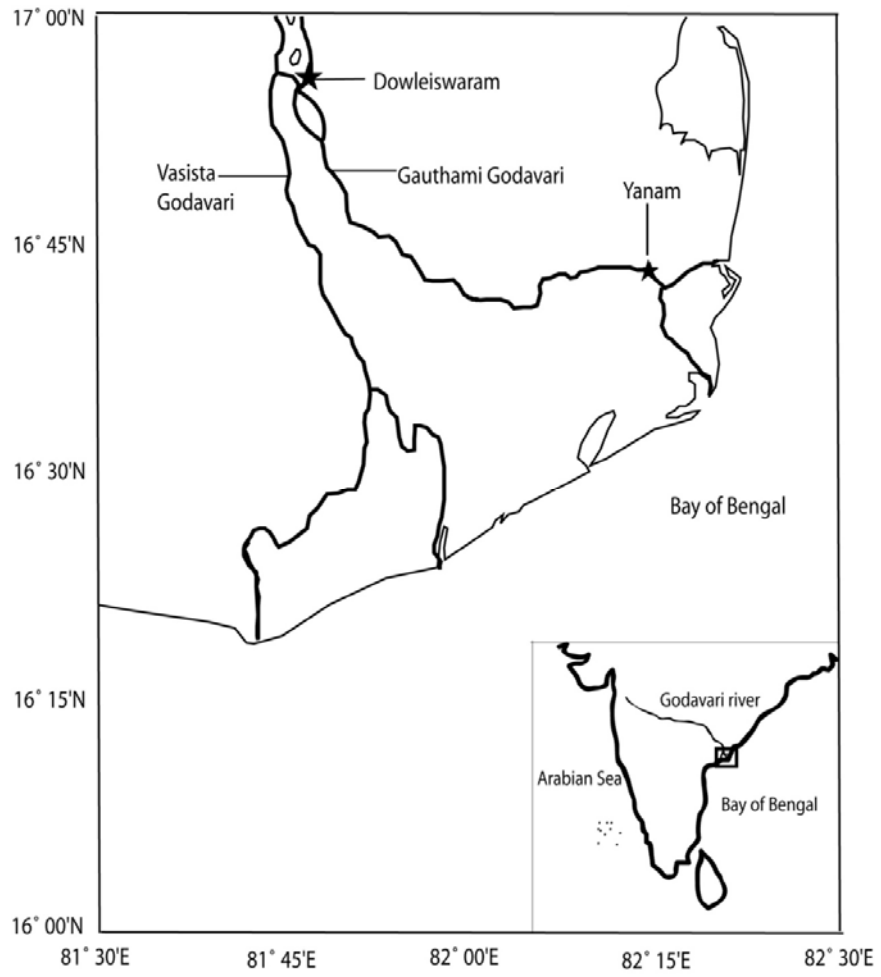 17˚ 00'N
Dowleiswaram
Vasista
Godavari
Gauthami Godavari
Yanam
16˚ 45'N
16˚ 30'N
Bay of Bengal
16˚ 15'N
Godavari river
Arabian Sea
Bay of Bengal
16˚ 00'N
81˚ 30'E
81˚ 45'E
82˚ 00'E
82˚ 15'E
82˚ 30'E